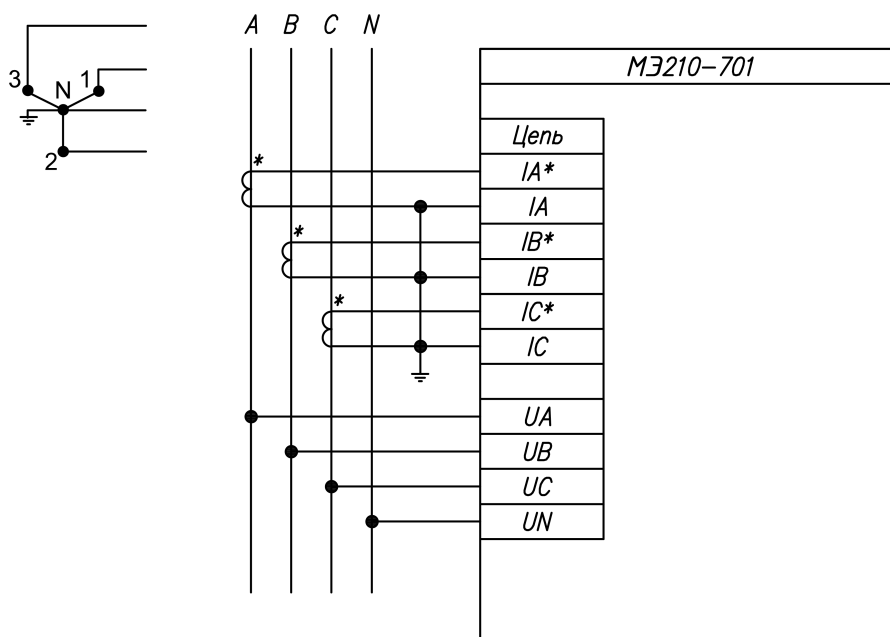 A B C N
3 N 1
2
МЭ210-701
Цепь
*
IA*
IA
*
IB*
IB
*
IC*
IC
UA
UB
UC
UN